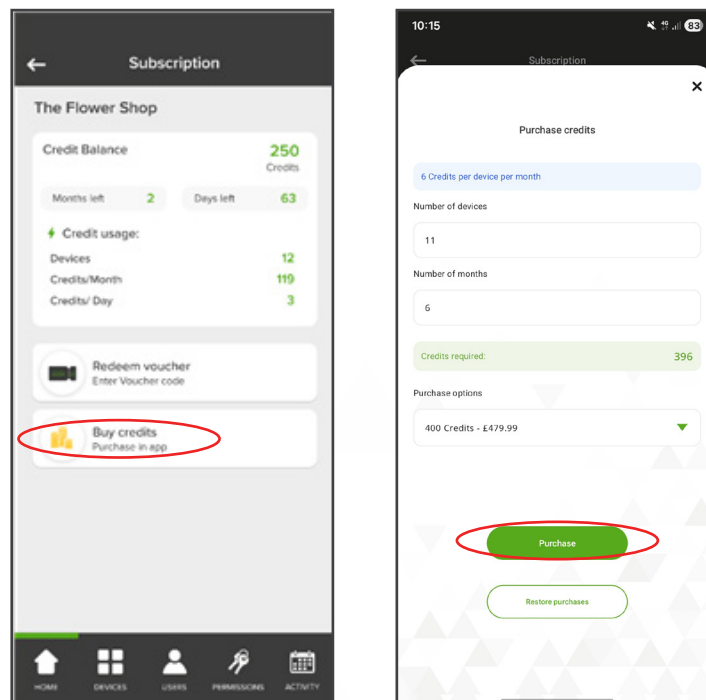 Subscription
The Flower Shop
Credit Balance
250
Credits
Months left 2 Days left 63
Credit usage:
Devices 12
Credits/Month 119
Credits/ Day 3
Redeem voucher
Enter Voucher code
Buy credits
Purchase in app
HOME DEVICES USERS PERMISSIONS ACTIVITY
10:15 4G 83
Subscription
Purchase credits
6 Credits per device per month
Number of devices
11
Number of months
6
Credits required: 396
Purchase options
400 Credits - £479.99
Purchase
Restore purchases